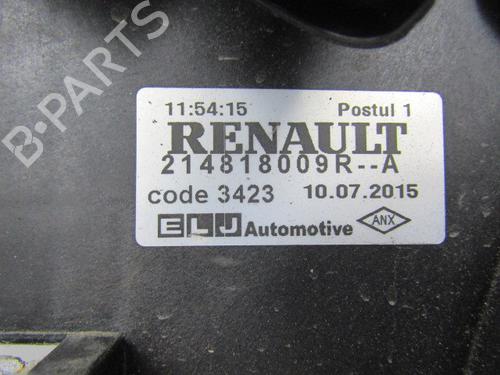 11:54:15 Postul 1
RENAULT
214818009R--A
code 3423 10.07.2015
ELJ Automotive ANX
B-PARTS